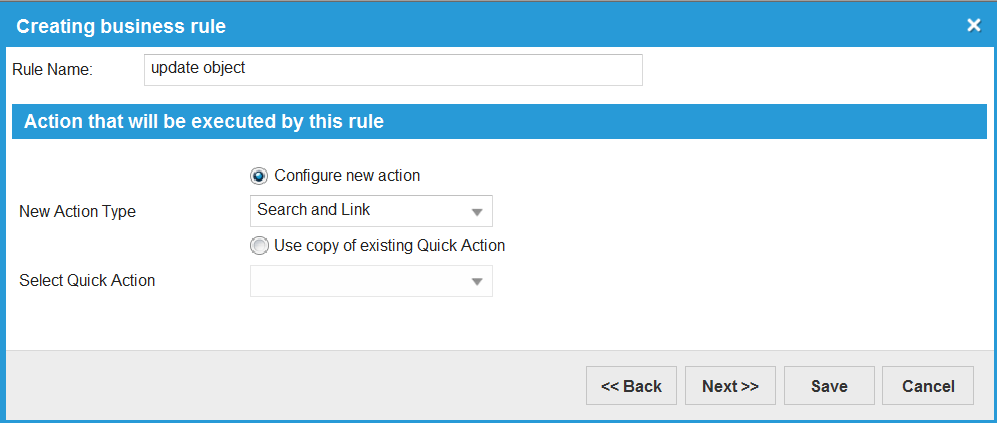 Creating business rule
Rule Name: update object
Action that will be executed by this rule
Configure new action
New Action Type Search and Link
Use copy of existing Quick Action
Select Quick Action
<< Back Next >> Save Cancel